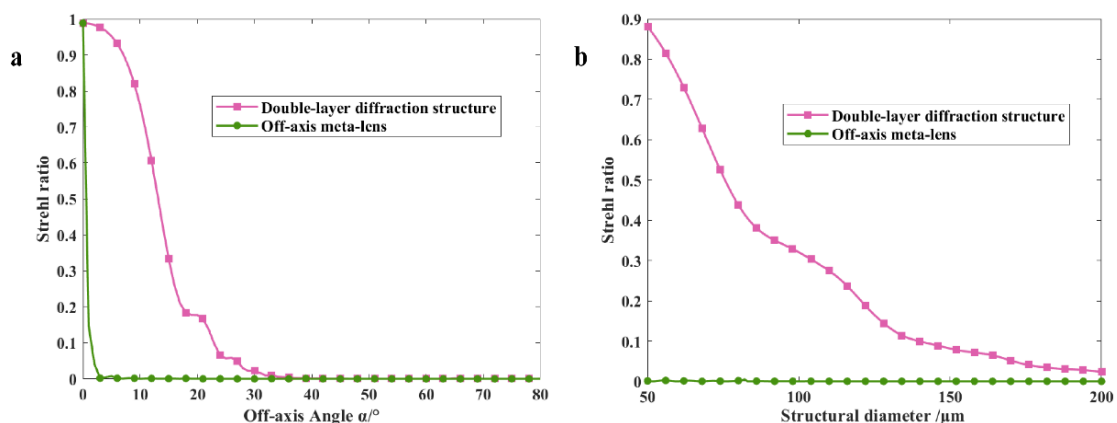 a
1
0.9
0.8
0.7
0.6
0.5
0.4
0.3
0.2
0.1
0
Strehl ratio
Double-layer diffraction structure
Off-axis meta-lens
0 10 20 30 40 50 60 70 80
Off-axis Angle α/°
b
0.9
0.8
0.7
0.6
0.5
0.4
0.3
0.2
0.1
0
Strehl ratio
Double-layer diffraction structure
Off-axis meta-lens
50 100 150 200
Structural diameter /μm